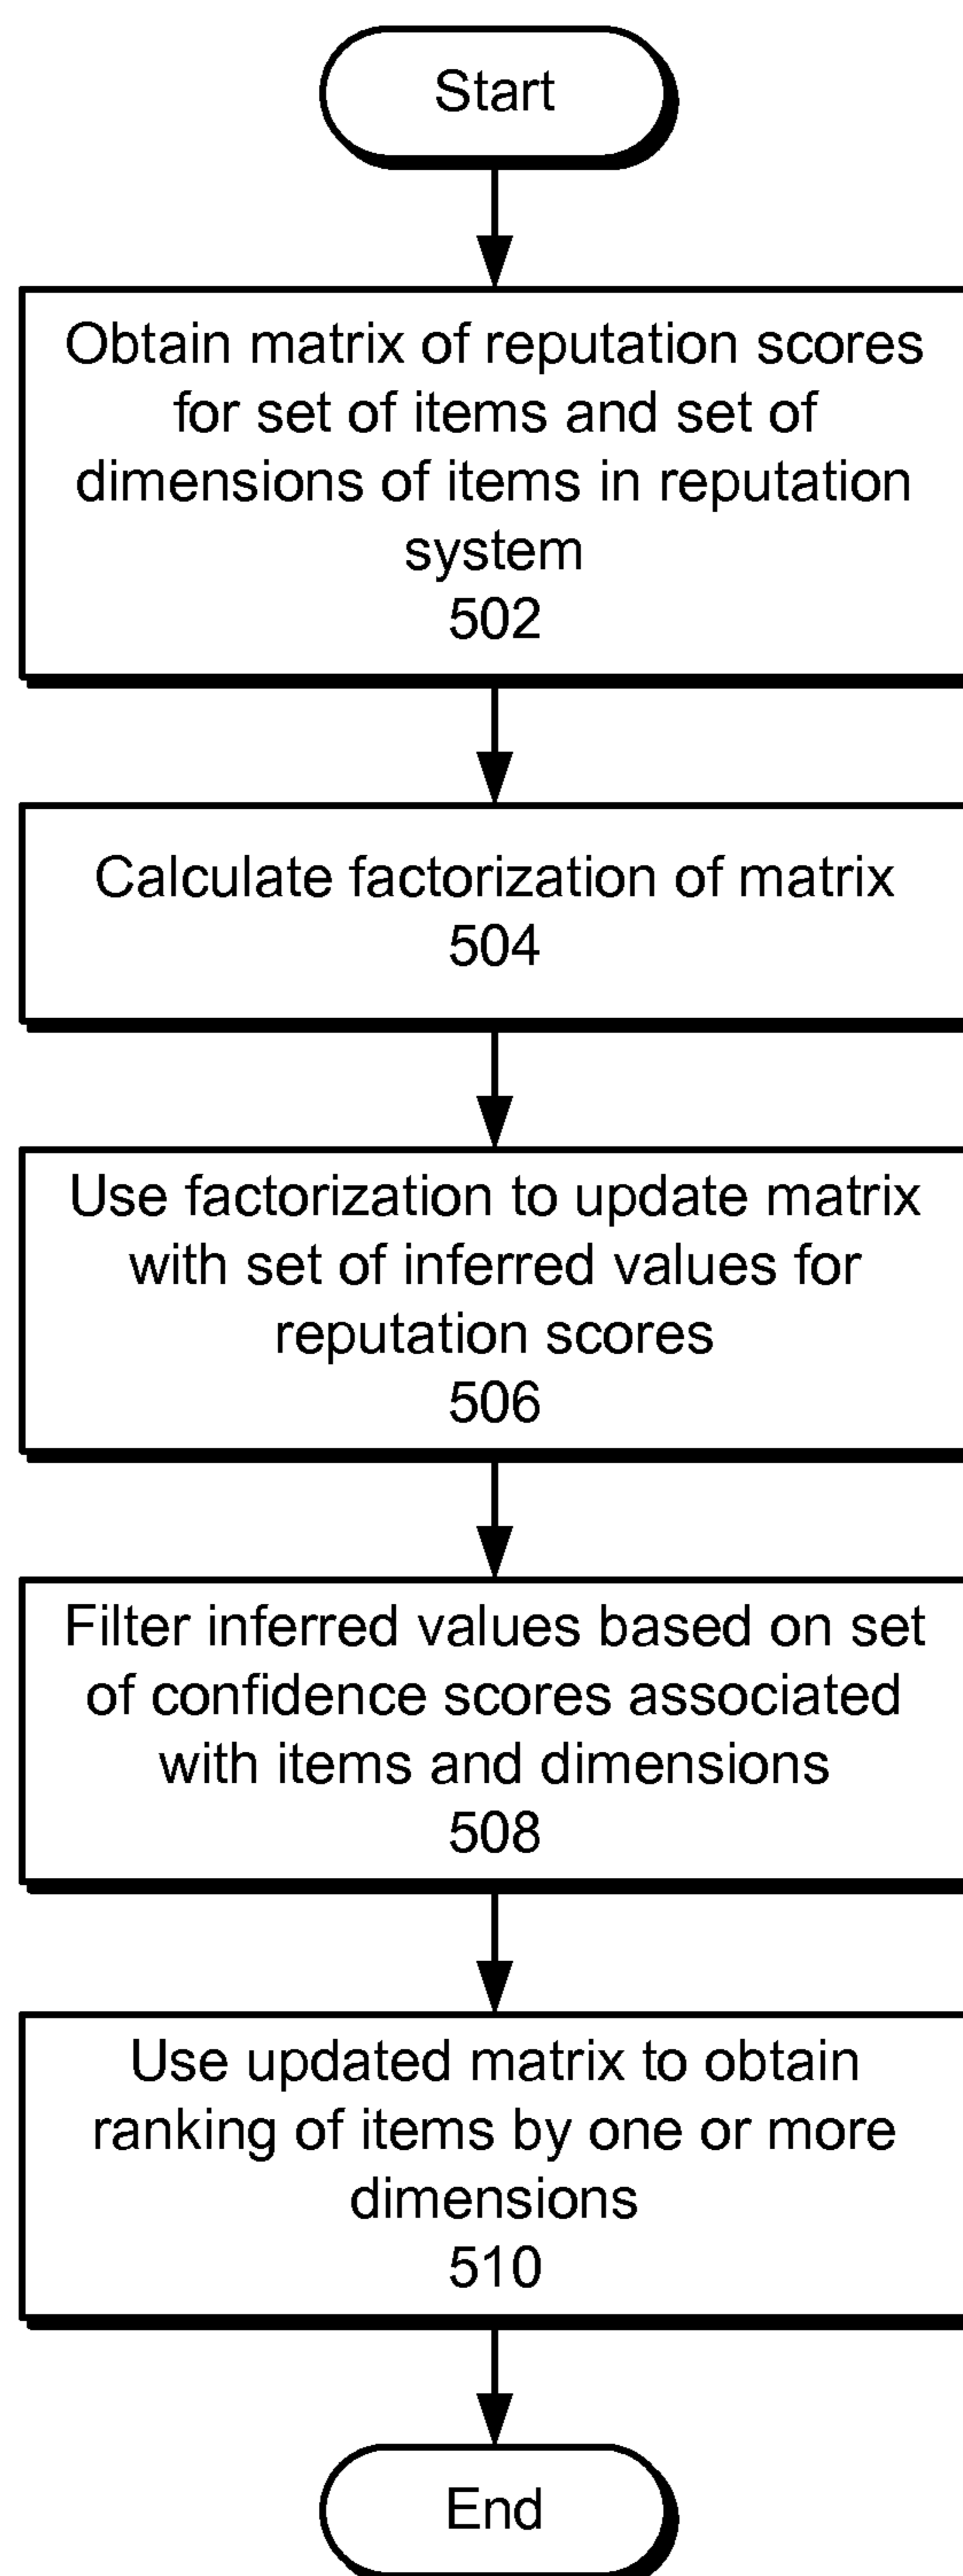 Start
Obtain matrix of reputation scores
for set of items and set of
dimensions of items in reputation
system
502
Calculate factorization of matrix
504
Use factorization to update matrix
with set of inferred values for
reputation scores
506
Filter inferred values based on set
of confidence scores associated
with items and dimensions
508
Use updated matrix to obtain
ranking of items by one or more
dimensions
510
End